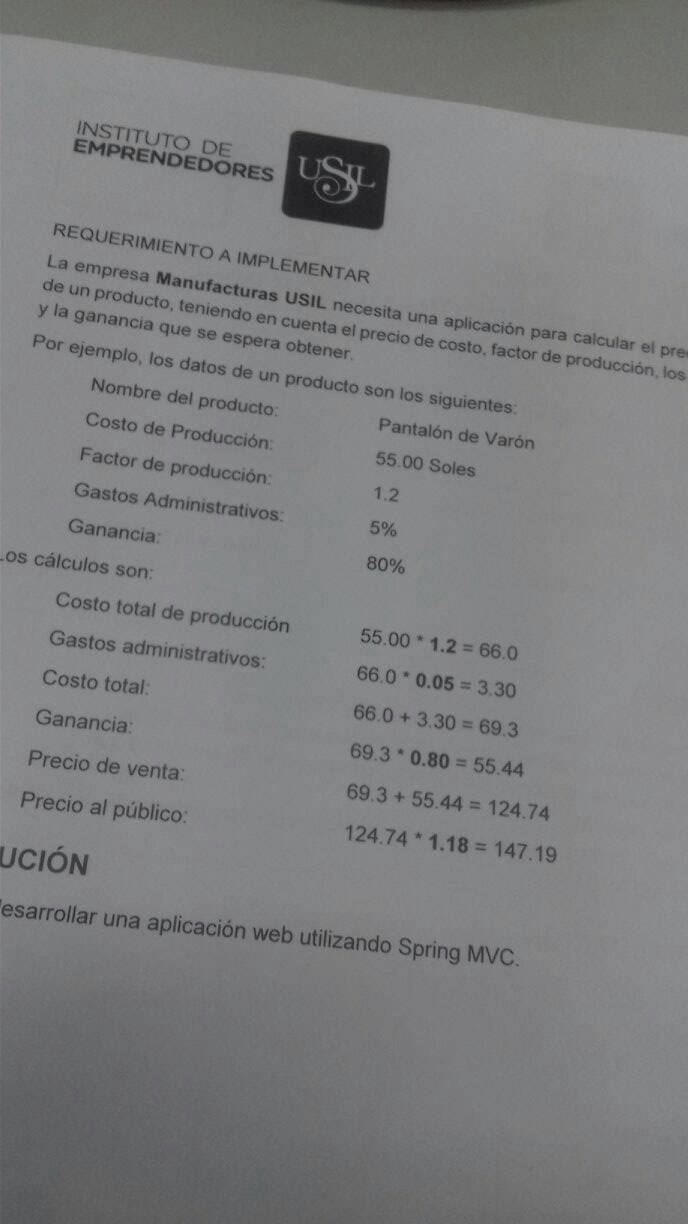 INSTITUTO DE
EMPRENDEDORES
USIL
REQUERIMIENTO A IMPLEMENTAR
La empresa Manufacturas USIL necesita una aplicación para calcular el
de un producto, teniendo en cuenta el precio de costo, factor de producción, los
y la ganancia que se espera obtener.
Por ejemplo, los datos de un producto son los siguientes:
Nombre del producto: Pantalón de Varón
Costo de Producción: 55.00 Soles
Factor de producción: 1.2
Gastos Administrativos: 5%
Ganancia: 80%
os cálculos son:
Costo total de producción 55.00 * 1.2 = 66.0
Gastos administrativos: 66.0 * 0.05 = 3.30
Costo total: 66.0 + 3.30 = 69.3
Ganancia: 69.3 * 0.80 = 55.44
Precio de venta: 69.3 + 55.44 = 124.74
Precio al público: 124.74 * 1.18 = 147.19
UCIÓN
esarrollar una aplicación web utilizando Spring MVC.